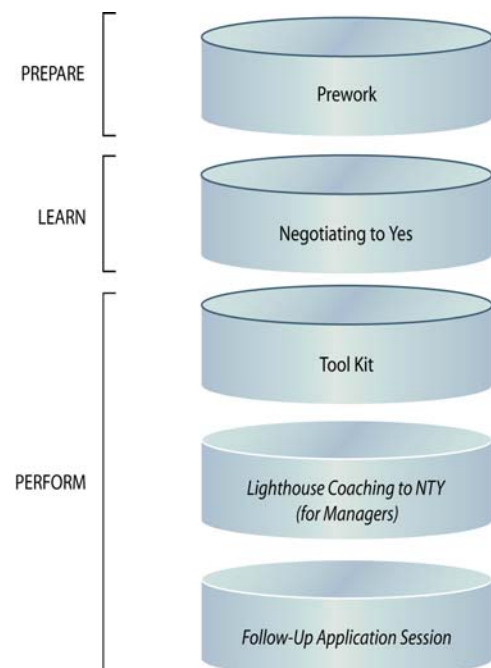 PREPARE
Prework
LEARN
Negotiating to Yes
Tool Kit
PERFORM
Lighthouse Coaching to NTY
(for Managers)
Follow-Up Application Session